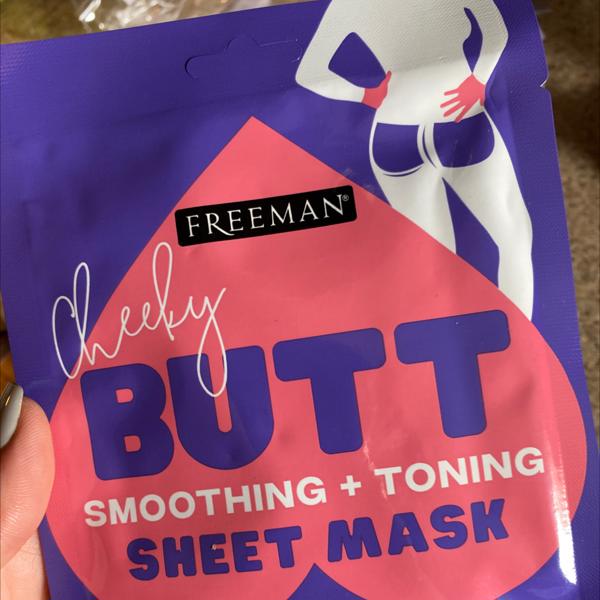 FREEMAN®
Cheeky
BUTT
SMOOTHING + TONING
SHEET MASK